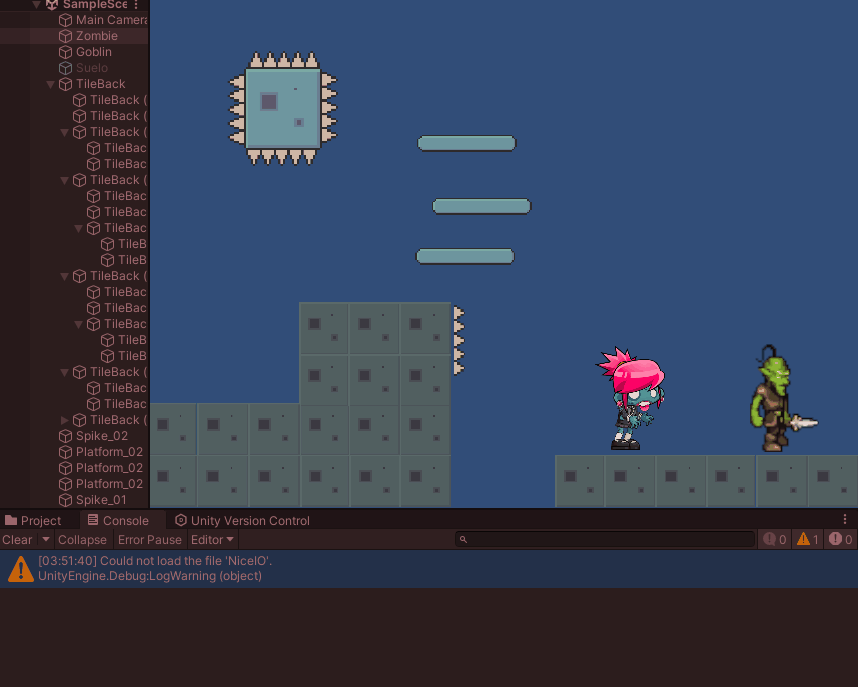 SampleSce
Main Camera
Zombie
Goblin
Suelo
TileBack
TileBack (
TileBack (
TileBack (
TileBac
TileBac
TileBack (
TileBac
TileBac
TileBac
TileB
TileB
TileBack (
TileBac
TileBac
TileBac
TileB
TileB
TileBack (
TileBac
TileBac
TileBack (
Spike_02
Platform_02
Platform_02
Platform_02
Spike_01
Project Console Unity Version Control
Clear Collapse Error Pause Editor 0 1 0
[03:51:40] Could not load the file 'NiceIO'.
UnityEngine.Debug:LogWarning (object)